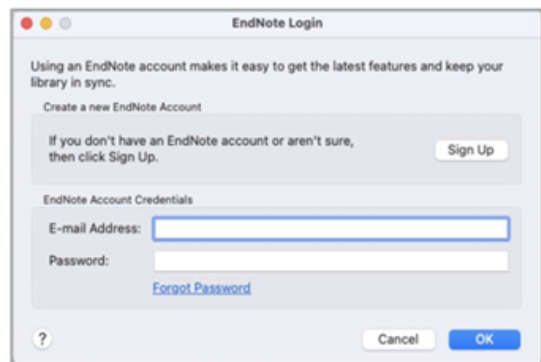 EndNote Login
Using an EndNote account makes it easy to get the latest features and keep your
library in sync.
Create a new EndNote Account
If you don't have an EndNote account or aren't sure,
then click Sign Up.
Sign Up
EndNote Account Credentials
E-mail Address:
Password:
Forgot Password
?
Cancel
OK